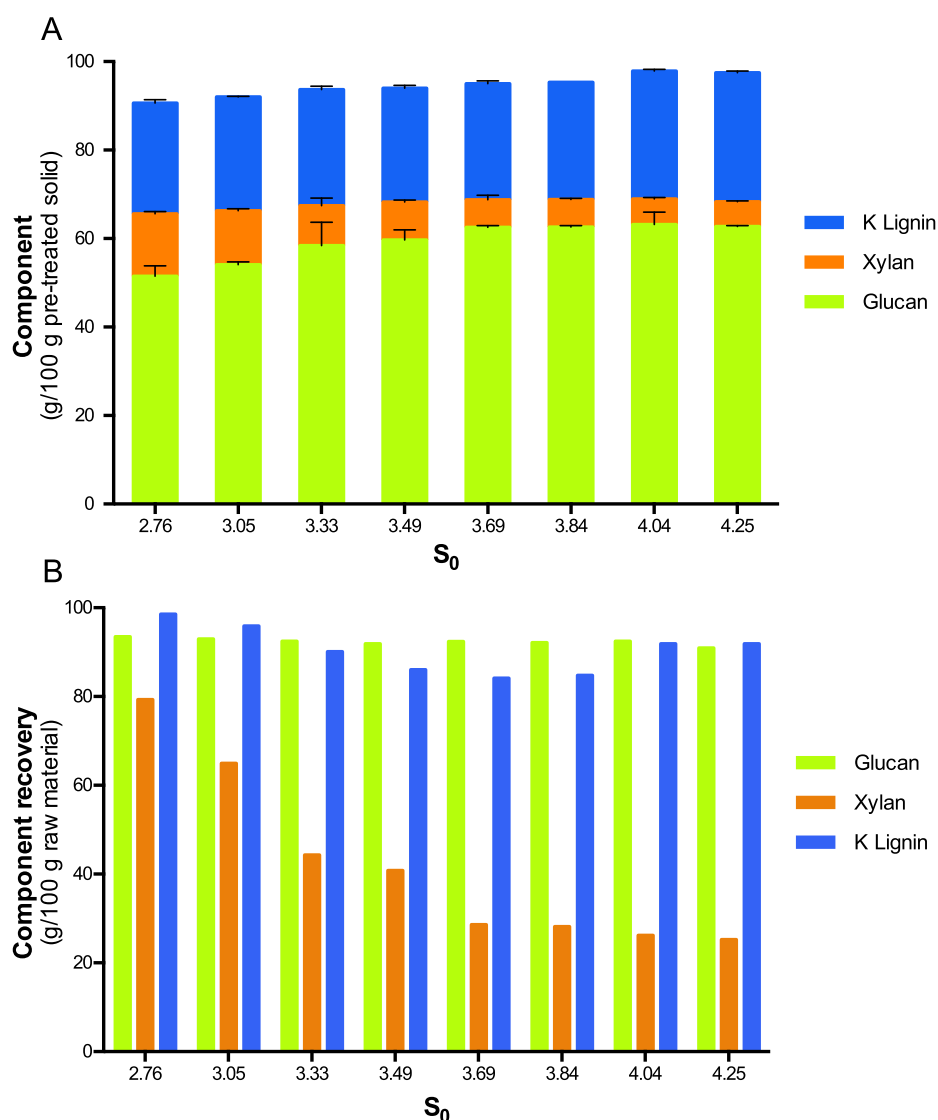 A
Component
(g/100 g pre-treated solid)
100
80
60
40
20
0
2.76 3.05 3.33 3.49 3.69 3.84 4.04 4.25
S0
K Lignin
Xylan
Glucan
B
Component recovery
(g/100 g raw material)
100
80
60
40
20
0
2.76 3.05 3.33 3.49 3.69 3.84 4.04 4.25
S0
Glucan
Xylan
K Lignin